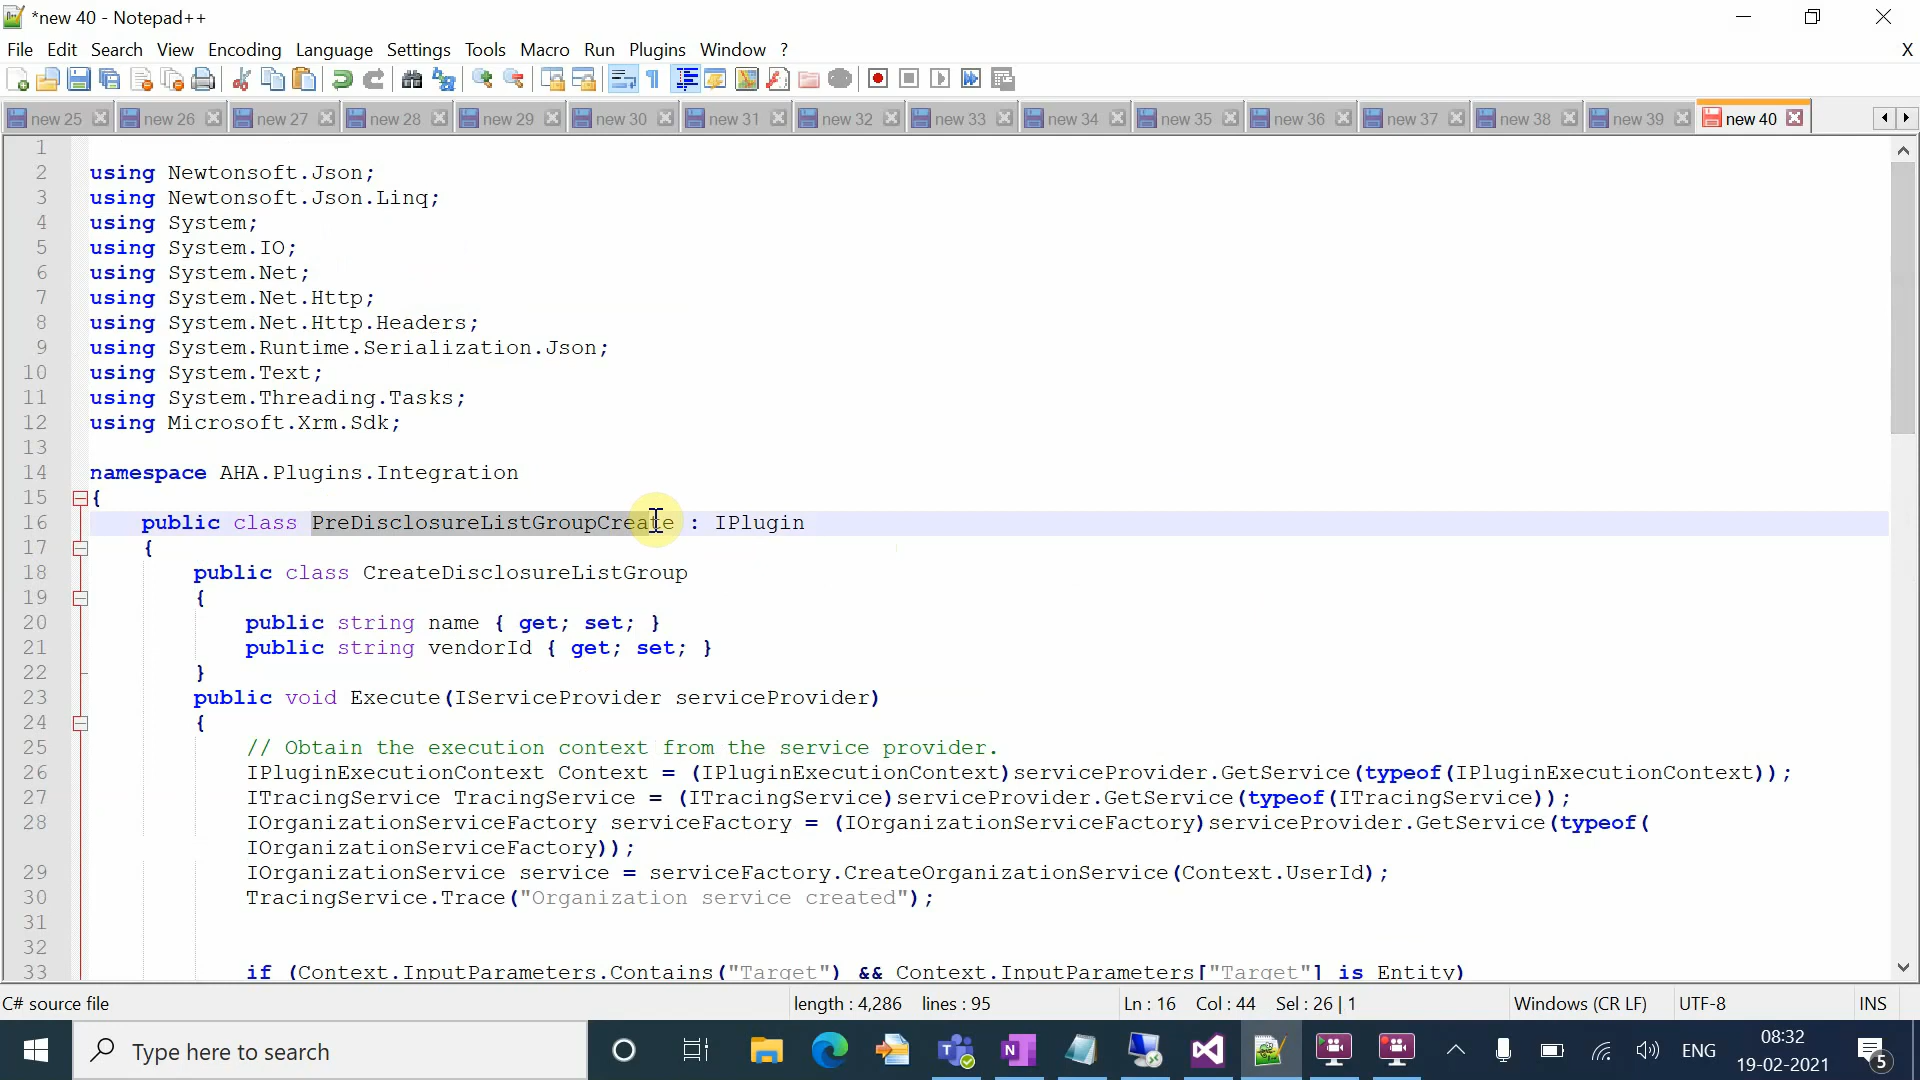 *new 40 - Notepad++
File Edit Search View Encoding Language Settings Tools Macro Run Plugins Window ? X
new 25 new 26 new 27 new 28 new 29 new 30 new 31 new 32 new 33 new 34 new 35 new 36 new 37 new 38 new 39 new 40
1
2 using Newtonsoft.Json;
3 using Newtonsoft.Json.Linq;
4 using System;
5 using System.IO;
6 using System.Net;
7 using System.Net.Http;
8 using System.Net.Http.Headers;
9 using System.Runtime.Serialization.Json;
10 using System.Text;
11 using System.Threading.Tasks;
12 using Microsoft.Xrm.Sdk;
13
14 namespace AHA.Plugins.Integration
15 {
16 public class PreDisclosureListGroupCreate : IPlugin
17 {
18 public class CreateDisclosureListGroup
19 {
20 public string name { get; set; }
21 public string vendorId { get; set; }
22 }
23 public void Execute(IServiceProvider serviceProvider)
24 {
25 // Obtain the execution context from the service provider.
26 IPluginExecutionContext Context = (IPluginExecutionContext)serviceProvider.GetService(typeof(IPluginExecutionContext));
27 ITracingService TracingService = (ITracingService)serviceProvider.GetService(typeof(ITracingService));
28 IOrganizationServiceFactory serviceFactory = (IOrganizationServiceFactory)serviceProvider.GetService(typeof(
IOrganizationServiceFactory));
29 IOrganizationService service = serviceFactory.CreateOrganizationService(Context.UserId);
30 TracingService.Trace("Organization service created");
31
32
33 if (Context.InputParameters.Contains("Target") && Context.InputParameters["Target"] is Entity)
C# source file length : 4,286 lines : 95 Ln : 16 Col : 44 Sel : 26 | 1 Windows (CR LF) UTF-8 INS
Type here to search ENG 08:32
19-02-2021 5